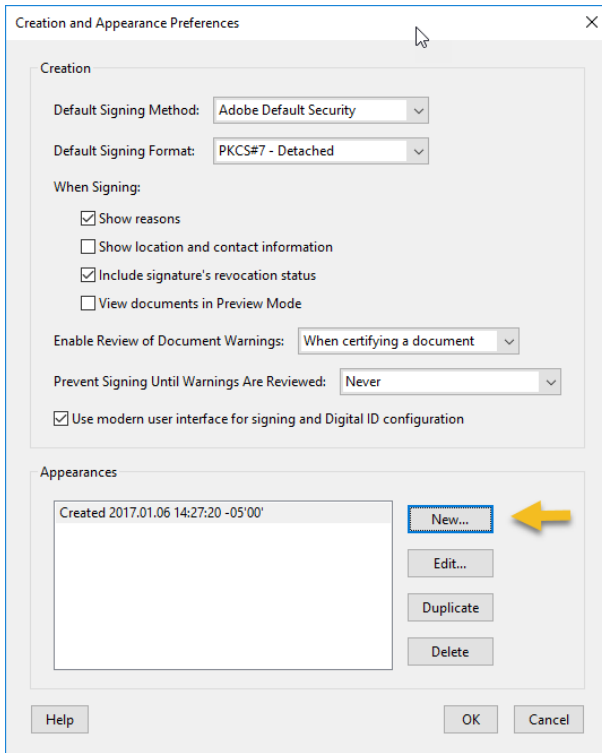 Creation and Appearance Preferences
Creation
Default Signing Method: Adobe Default Security
Default Signing Format: PKCS#7 - Detached
When Signing:
Show reasons
Show location and contact information
Include signature's revocation status
View documents in Preview Mode
Enable Review of Document Warnings: When certifying a document
Prevent Signing Until Warnings Are Reviewed: Never
Use modern user interface for signing and Digital ID configuration
Appearances
Created 2017.01.06 14:27:20 -05'00'
New...
Edit...
Duplicate
Delete
Help OK Cancel